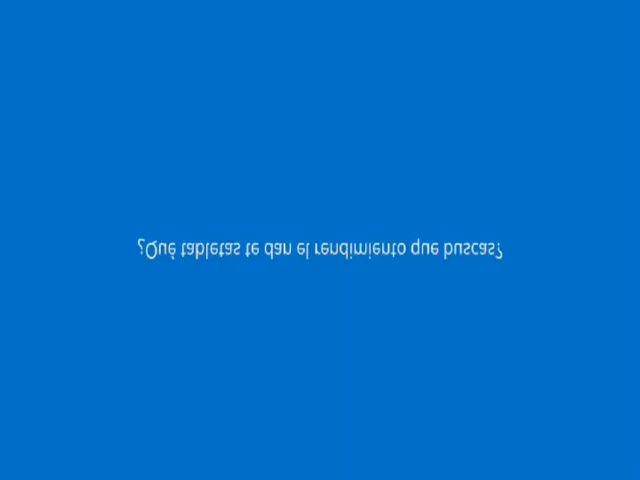 ¿Qué tabletas te dan el rendimiento que buscas?